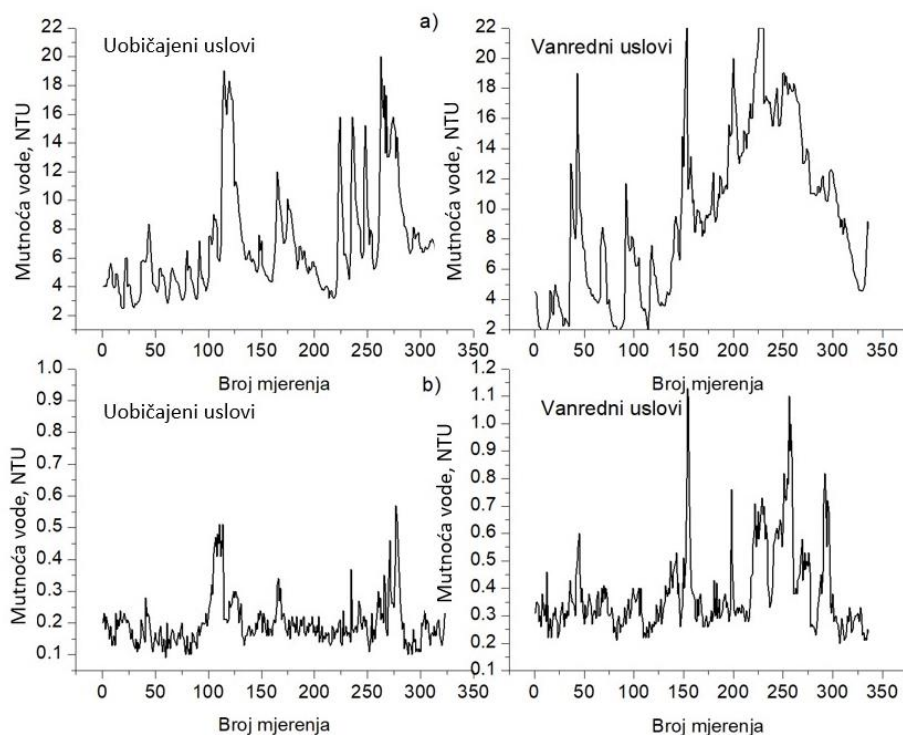 a)
Uobičajeni uslovi
Mutnoća vode, NTU
22
20
18
16
14
12
10
8
6
4
2
0 50 100 150 200 250 300 350
Broj mjerenja
Vanredni uslovi
Mutnoća vode, NTU
22
20
18
16
14
12
10
8
6
4
2
0 50 100 150 200 250 300 350
Broj mjerenja
b)
Uobičajeni uslovi
Mutnoća vode, NTU
1.0
0.9
0.8
0.7
0.6
0.5
0.4
0.3
0.2
0.1
0 50 100 150 200 250 300 350
Broj mjerenja
Vanredni uslovi
Mutnoća vode, NTU
1.2
1.1
1.0
0.9
0.8
0.7
0.6
0.5
0.4
0.3
0.2
0.1
0 50 100 150 200 250 300 350
Broj mjerenja